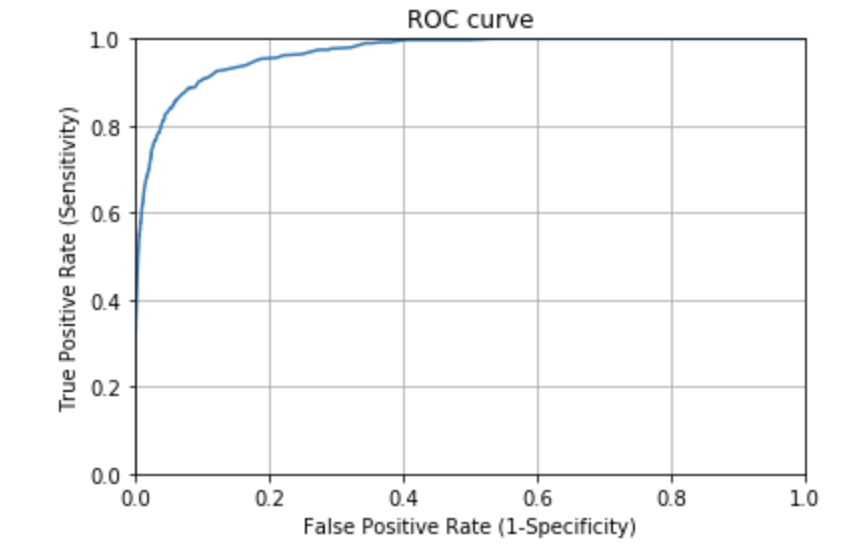 ROC curve
1.0
0.8
0.6
0.4
0.2
0.0
True Positive Rate (Sensitivity)
0.0 0.2 0.4 0.6 0.8 1.0
False Positive Rate (1-Specificity)